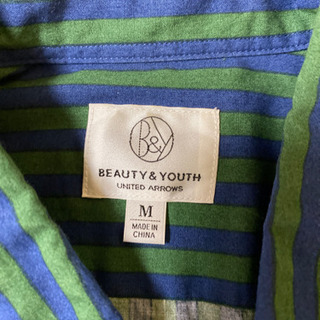 B&Y
BEAUTY & YOUTH
UNITED ARROWS
M
MADE IN
CHINA